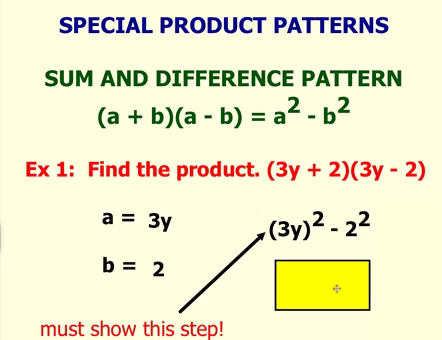 SPECIAL PRODUCT PATTERNS
SUM AND DIFFERENCE PATTERN
(a + b)(a - b) = a² - b²
Ex 1: Find the product. (3y + 2)(3y - 2)
a = 3y
(3y)² - 2²
b = 2
must show this step!